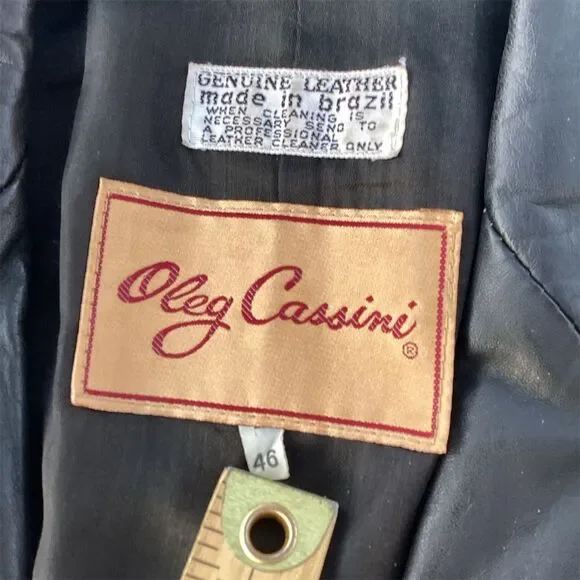 GENUINE LEATHER
made in brazil
WHEN CLEANING IS
NECESSARY SEND TO
A PROFESSIONAL
LEATHER CLEANER ONLY
Oleg Cassini ®
46